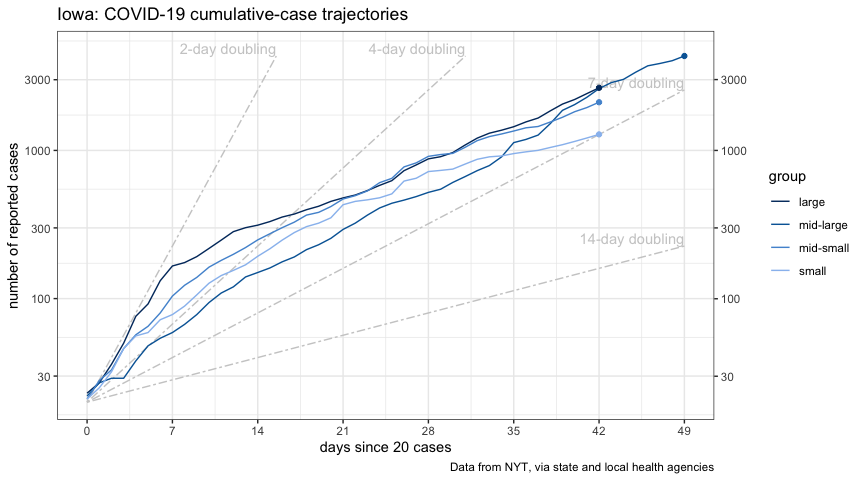 Iowa: COVID-19 cumulative-case trajectories
2-day doubling
4-day doubling
7-day doubling
14-day doubling
number of reported cases
3000
1000
300
100
30
3000
1000
300
100
30
0 7 14 21 28 35 42 49
days since 20 cases
group
large
mid-large
mid-small
small
Data from NYT, via state and local health agencies